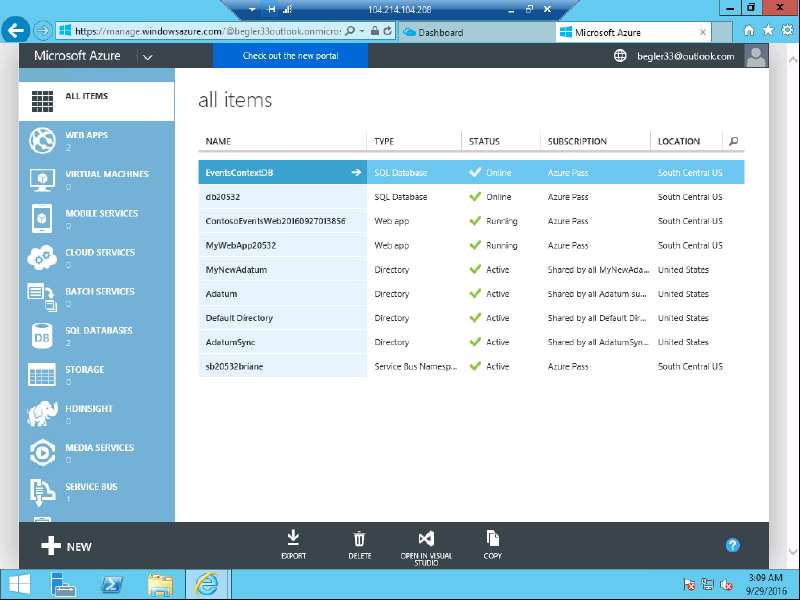 104.214.104.208
https://manage.windowsazure.com/@begler33outlook.onmicros
Dashboard
Microsoft Azure
Microsoft Azure
Check out the new portal
begler33@outlook.com
ALL ITEMS
WEB APPS
2
VIRTUAL MACHINES
0
MOBILE SERVICES
0
CLOUD SERVICES
0
BATCH SERVICES
0
SQL DATABASES
2
STORAGE
0
HDINSIGHT
0
MEDIA SERVICES
0
SERVICE BUS
1
all items
NAME TYPE STATUS SUBSCRIPTION LOCATION
EventsContextDB SQL Database Online Azure Pass South Central US
db20532 SQL Database Online Azure Pass South Central US
ContosoEventsWeb20160927013856 Web app Running Azure Pass South Central US
MyWebApp20532 Web app Running Azure Pass South Central US
MyNewAdatum Directory Active Shared by all MyNewAda... United States
Adatum Directory Active Shared by all Adatum su... United States
Default Directory Directory Active Shared by all Default Dir... United States
AdatumSync Directory Active Shared by all AdatumSyn... United States
sb20532briane Service Bus Namesp... Active Azure Pass South Central US
NEW
EXPORT
DELETE
OPEN IN VISUAL
STUDIO
COPY
?
3:09 AM
9/29/2016